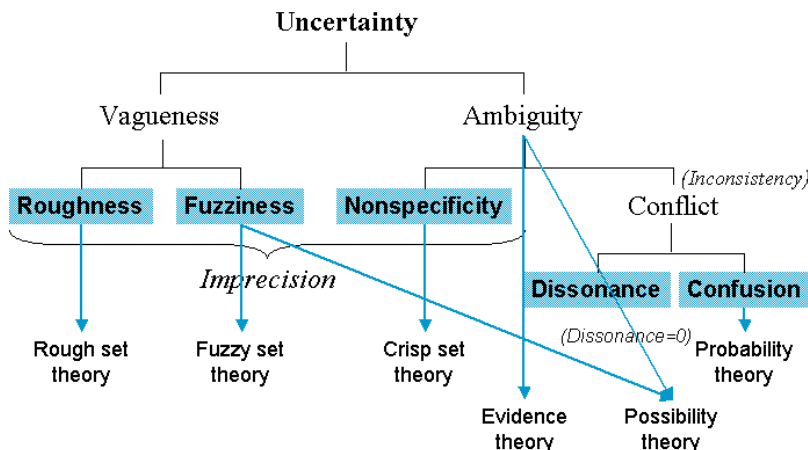 Uncertainty
Vagueness
Ambiguity
(Inconsistency)
Roughness
Fuzziness
Nonspecificity
Conflict
Imprecision
Dissonance
Confusion
(Dissonance=0)
Rough set
theory
Fuzzy set
theory
Crisp set
theory
Probability
theory
Evidence
theory
Possibility
theory